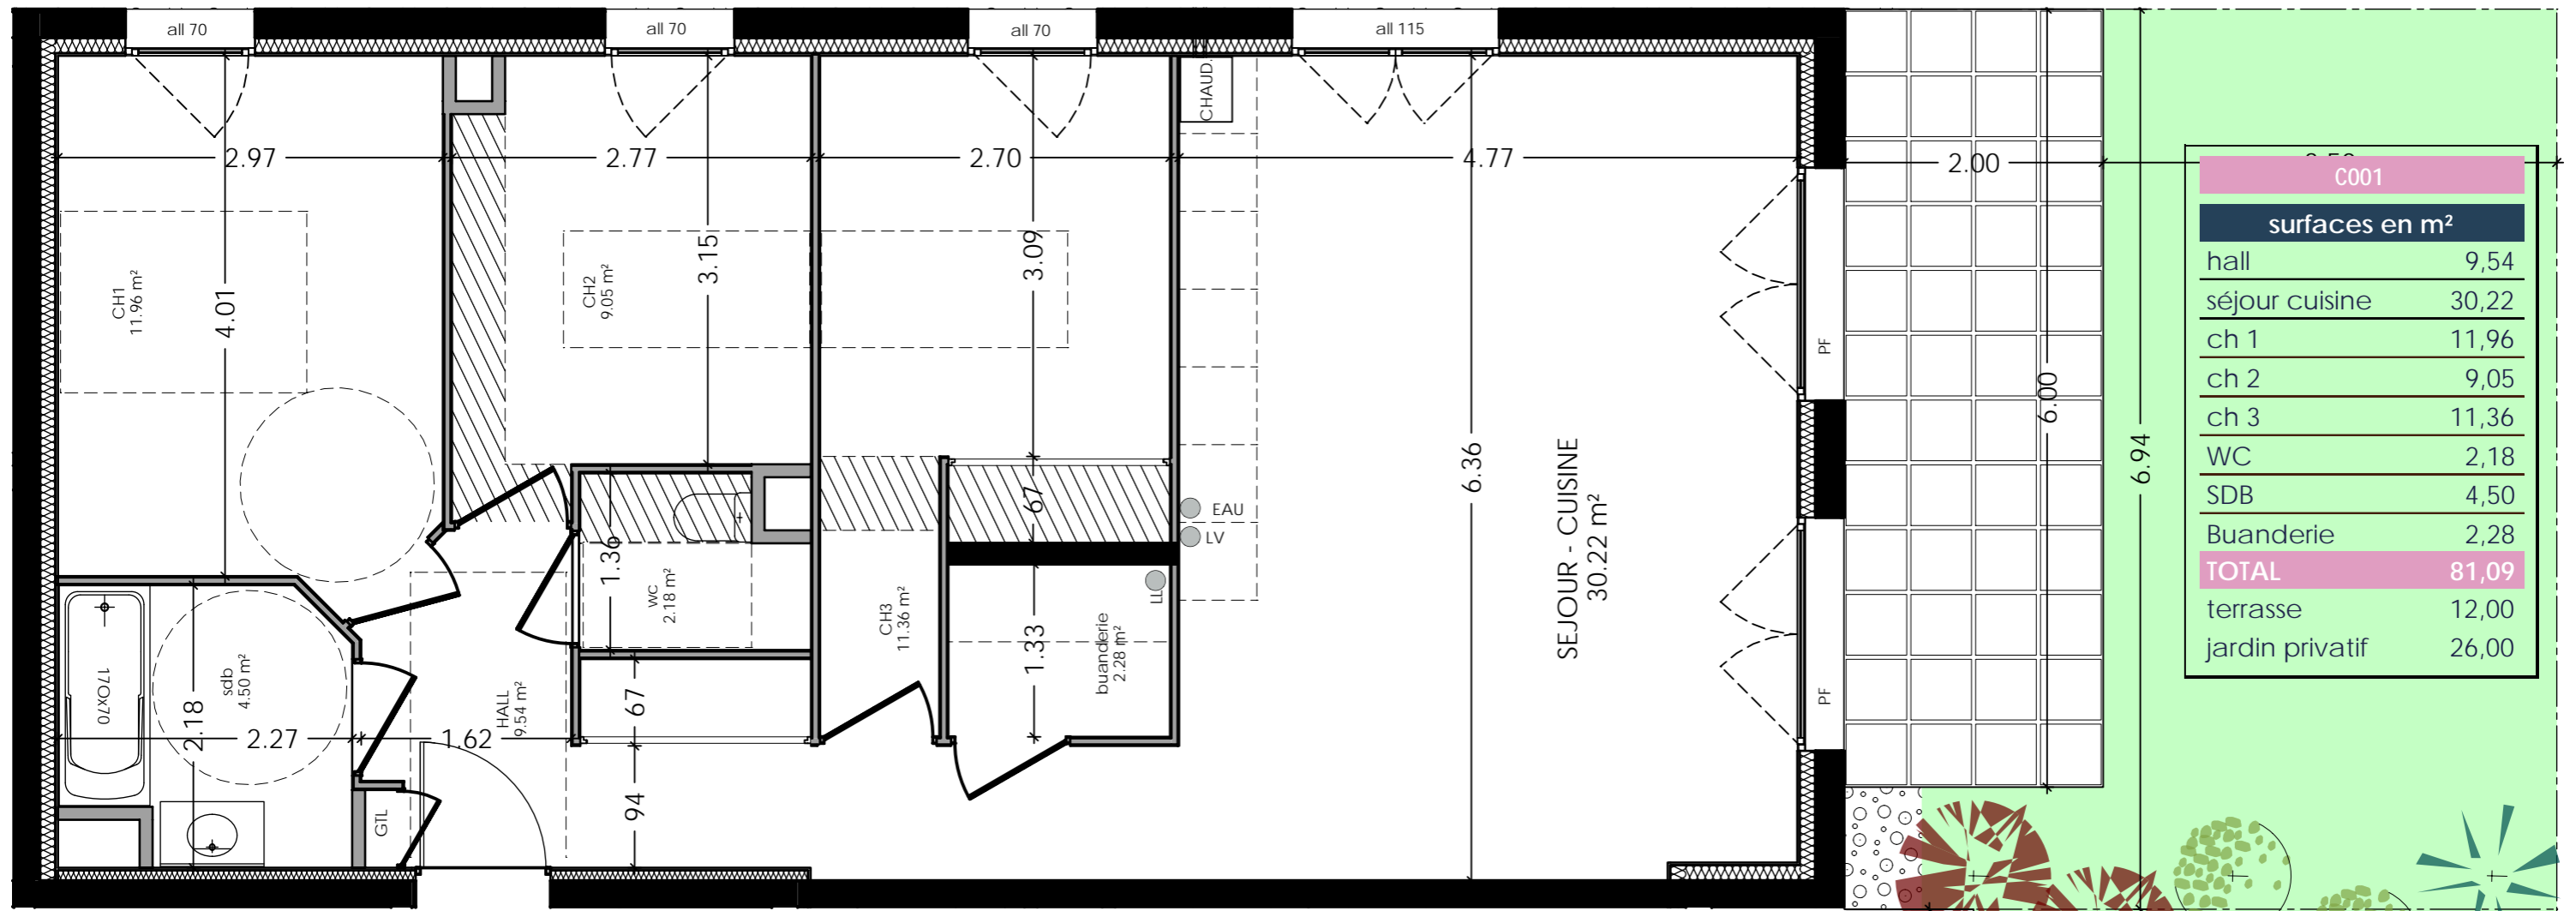 all 70
all 70
all 70
all 115
CHAUD.
2.97
2.77
2.70
4.77
2.00
CH1
11.96 m²
4.01
CH2
9.05 m²
3.15
3.09
67
6.36
SEJOUR - CUISINE
30.22 m²
EAU
LV
PF
PF
6.00
6.94
170x70
sdb
4.50 m²
2.18
2.27
1.62
HALL
9.54 m²
GTL
WC
2.18 m²
67
94
CH3
11.36 m²
1.33
buanderie
2.28 m²
LL
C001
surfaces en m²
hall 9,54
séjour cuisine 30,22
ch 1 11,96
ch 2 9,05
ch 3 11,36
WC 2,18
SDB 4,50
Buanderie 2,28
TOTAL 81,09
terrasse 12,00
jardin privatif 26,00